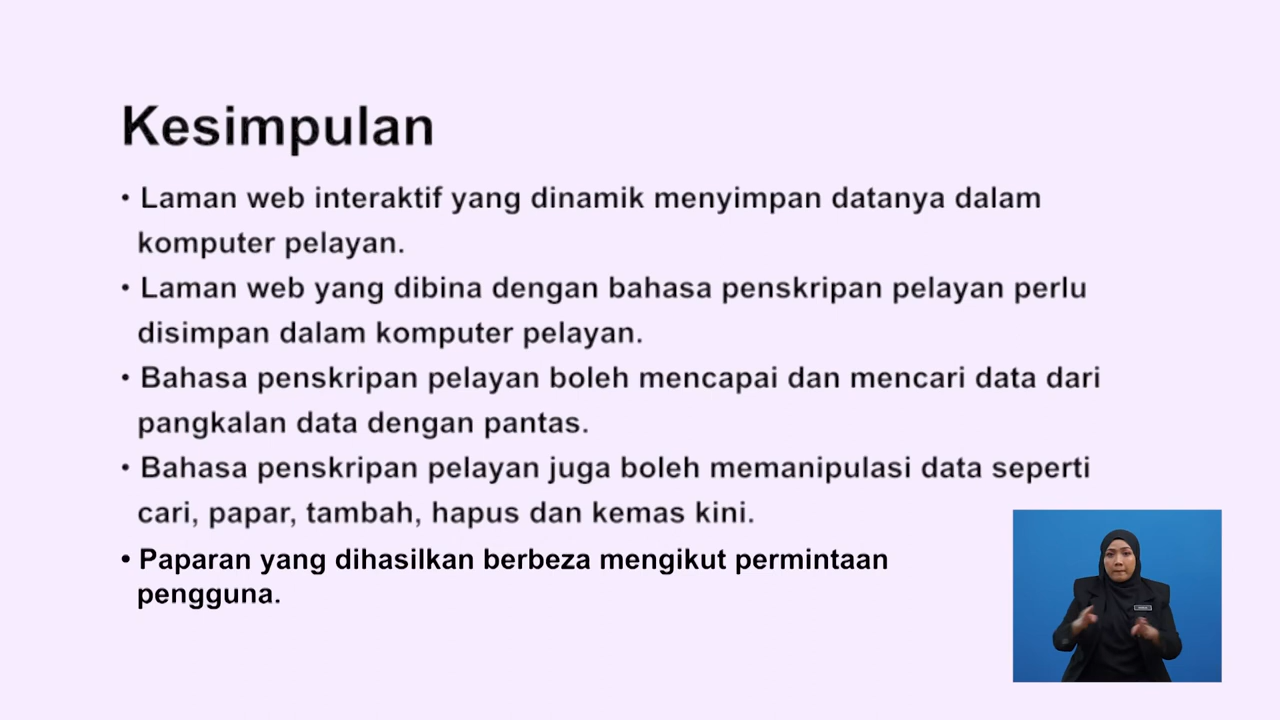 Kesimpulan
• Laman web interaktif yang dinamik menyimpan datanya dalam
komputer pelayan.
• Laman web yang dibina dengan bahasa penskripan pelayan perlu
disimpan dalam komputer pelayan.
• Bahasa penskripan pelayan boleh mencapai dan mencari data dari
pangkalan data dengan pantas.
• Bahasa penskripan pelayan juga boleh memanipulasi data seperti
cari, papar, tambah, hapus dan kemas kini.
• Paparan yang dihasilkan berbeza mengikut permintaan
pengguna.